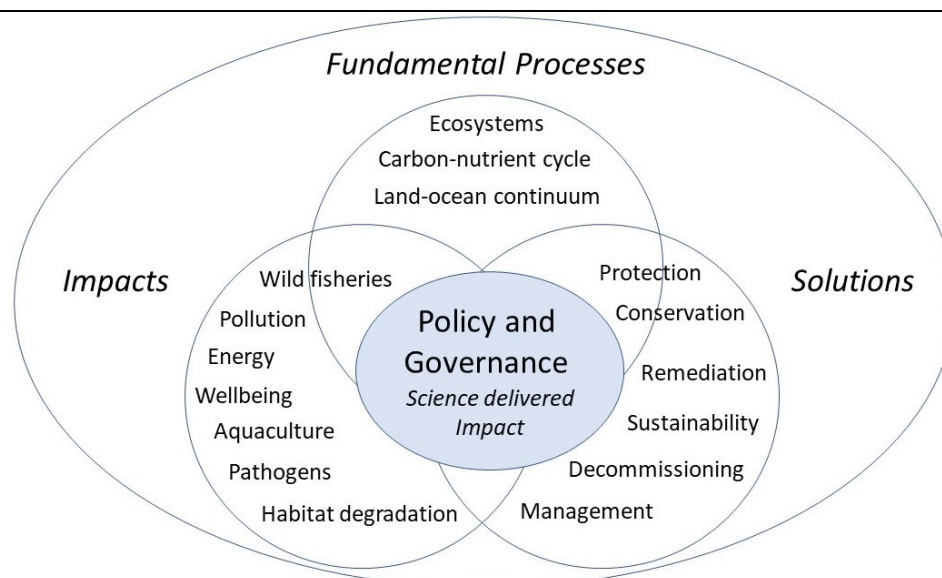 Fundamental Processes
Ecosystems
Carbon-nutrient cycle
Land-ocean continuum
Impacts
Wild fisheries
Pollution
Energy
Wellbeing
Aquaculture
Pathogens
Habitat degradation
Policy and
Governance
Science delivered
Impact
Solutions
Protection
Conservation
Remediation
Sustainability
Decommissioning
Management